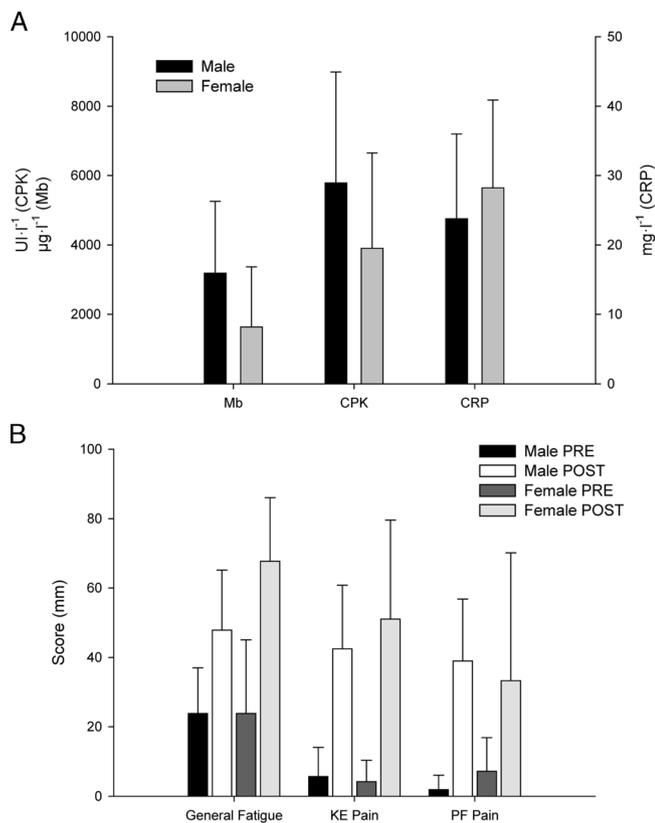 A
10000
8000
6000
4000
2000
0
UI·l⁻¹ (CPK)
µg·l⁻¹ (Mb)
Male
Female
50
40
30
20
10
0
mg·l⁻¹ (CRP)
Mb CPK CRP
B
100
80
60
40
20
0
Score (mm)
Male PRE
Male POST
Female PRE
Female POST
General Fatigue KE Pain PF Pain